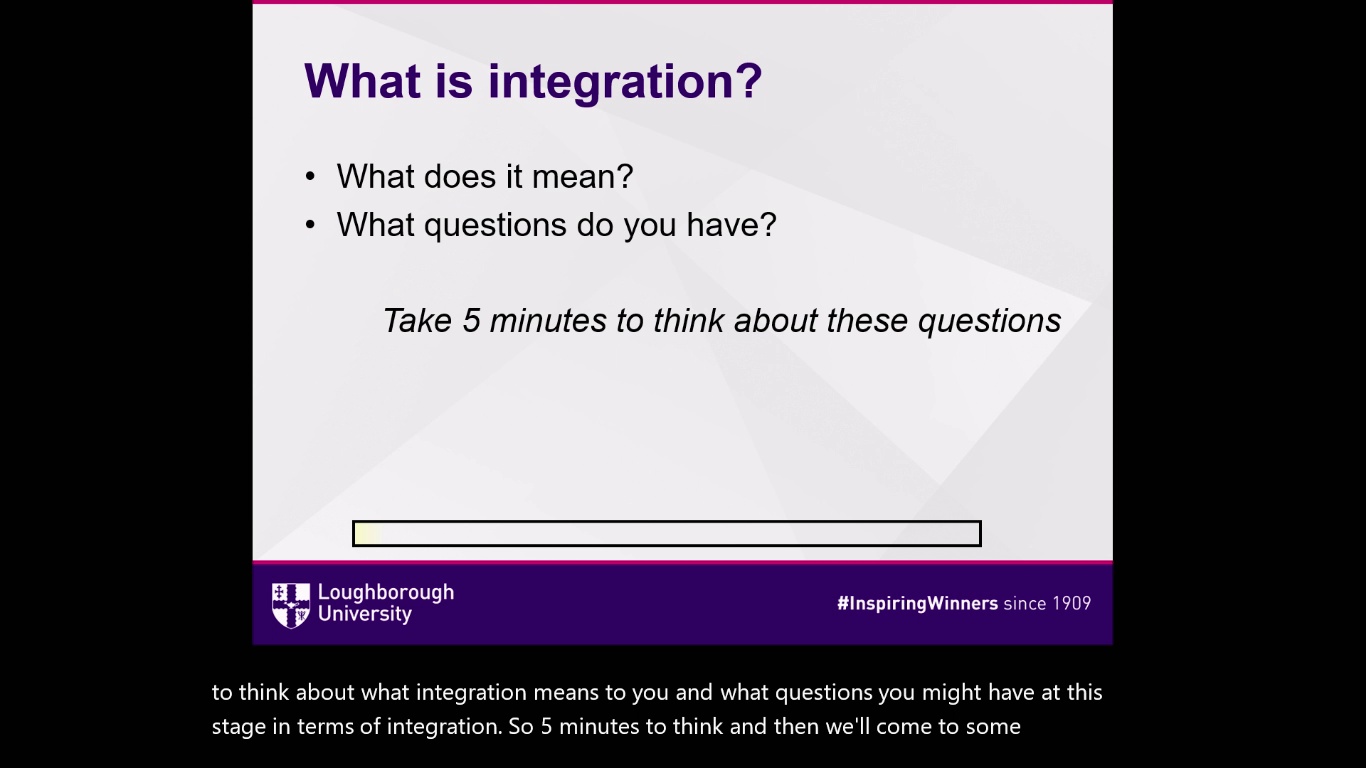 What is integration?
• What does it mean?
• What questions do you have?
Take 5 minutes to think about these questions
Loughborough
University
#InspiringWinners since 1909
to think about what integration means to you and what questions you might have at this
stage in terms of integration. So 5 minutes to think and then we'll come to some